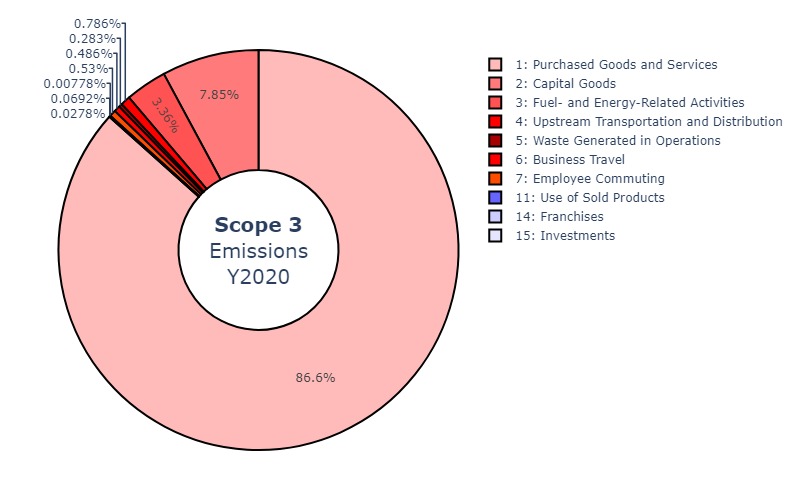 0.786%
0.283%
0.486%
0.53%
0.00778%
0.0692%
0.0278%
3.36%
7.85%
86.6%
Scope 3
Emissions
Y2020
1: Purchased Goods and Services
2: Capital Goods
3: Fuel- and Energy-Related Activities
4: Upstream Transportation and Distribution
5: Waste Generated in Operations
6: Business Travel
7: Employee Commuting
11: Use of Sold Products
14: Franchises
15: Investments